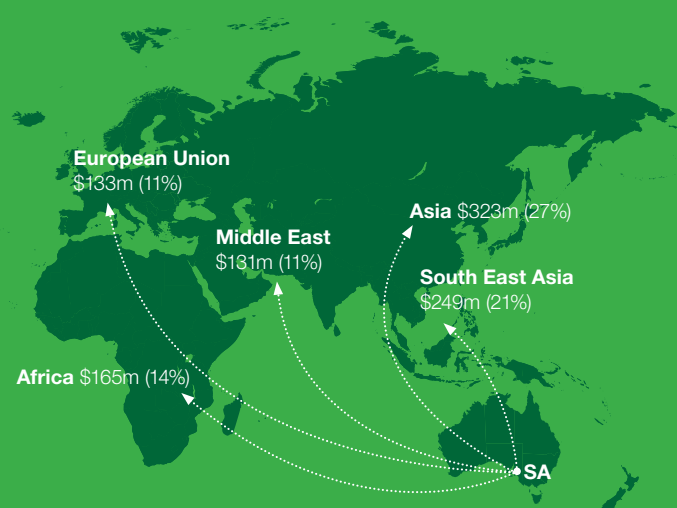 European Union
$133m (11%)
Asia $323m (27%)
Middle East
$131m (11%)
South East Asia
$249m (21%)
Africa $165m (14%)
SA